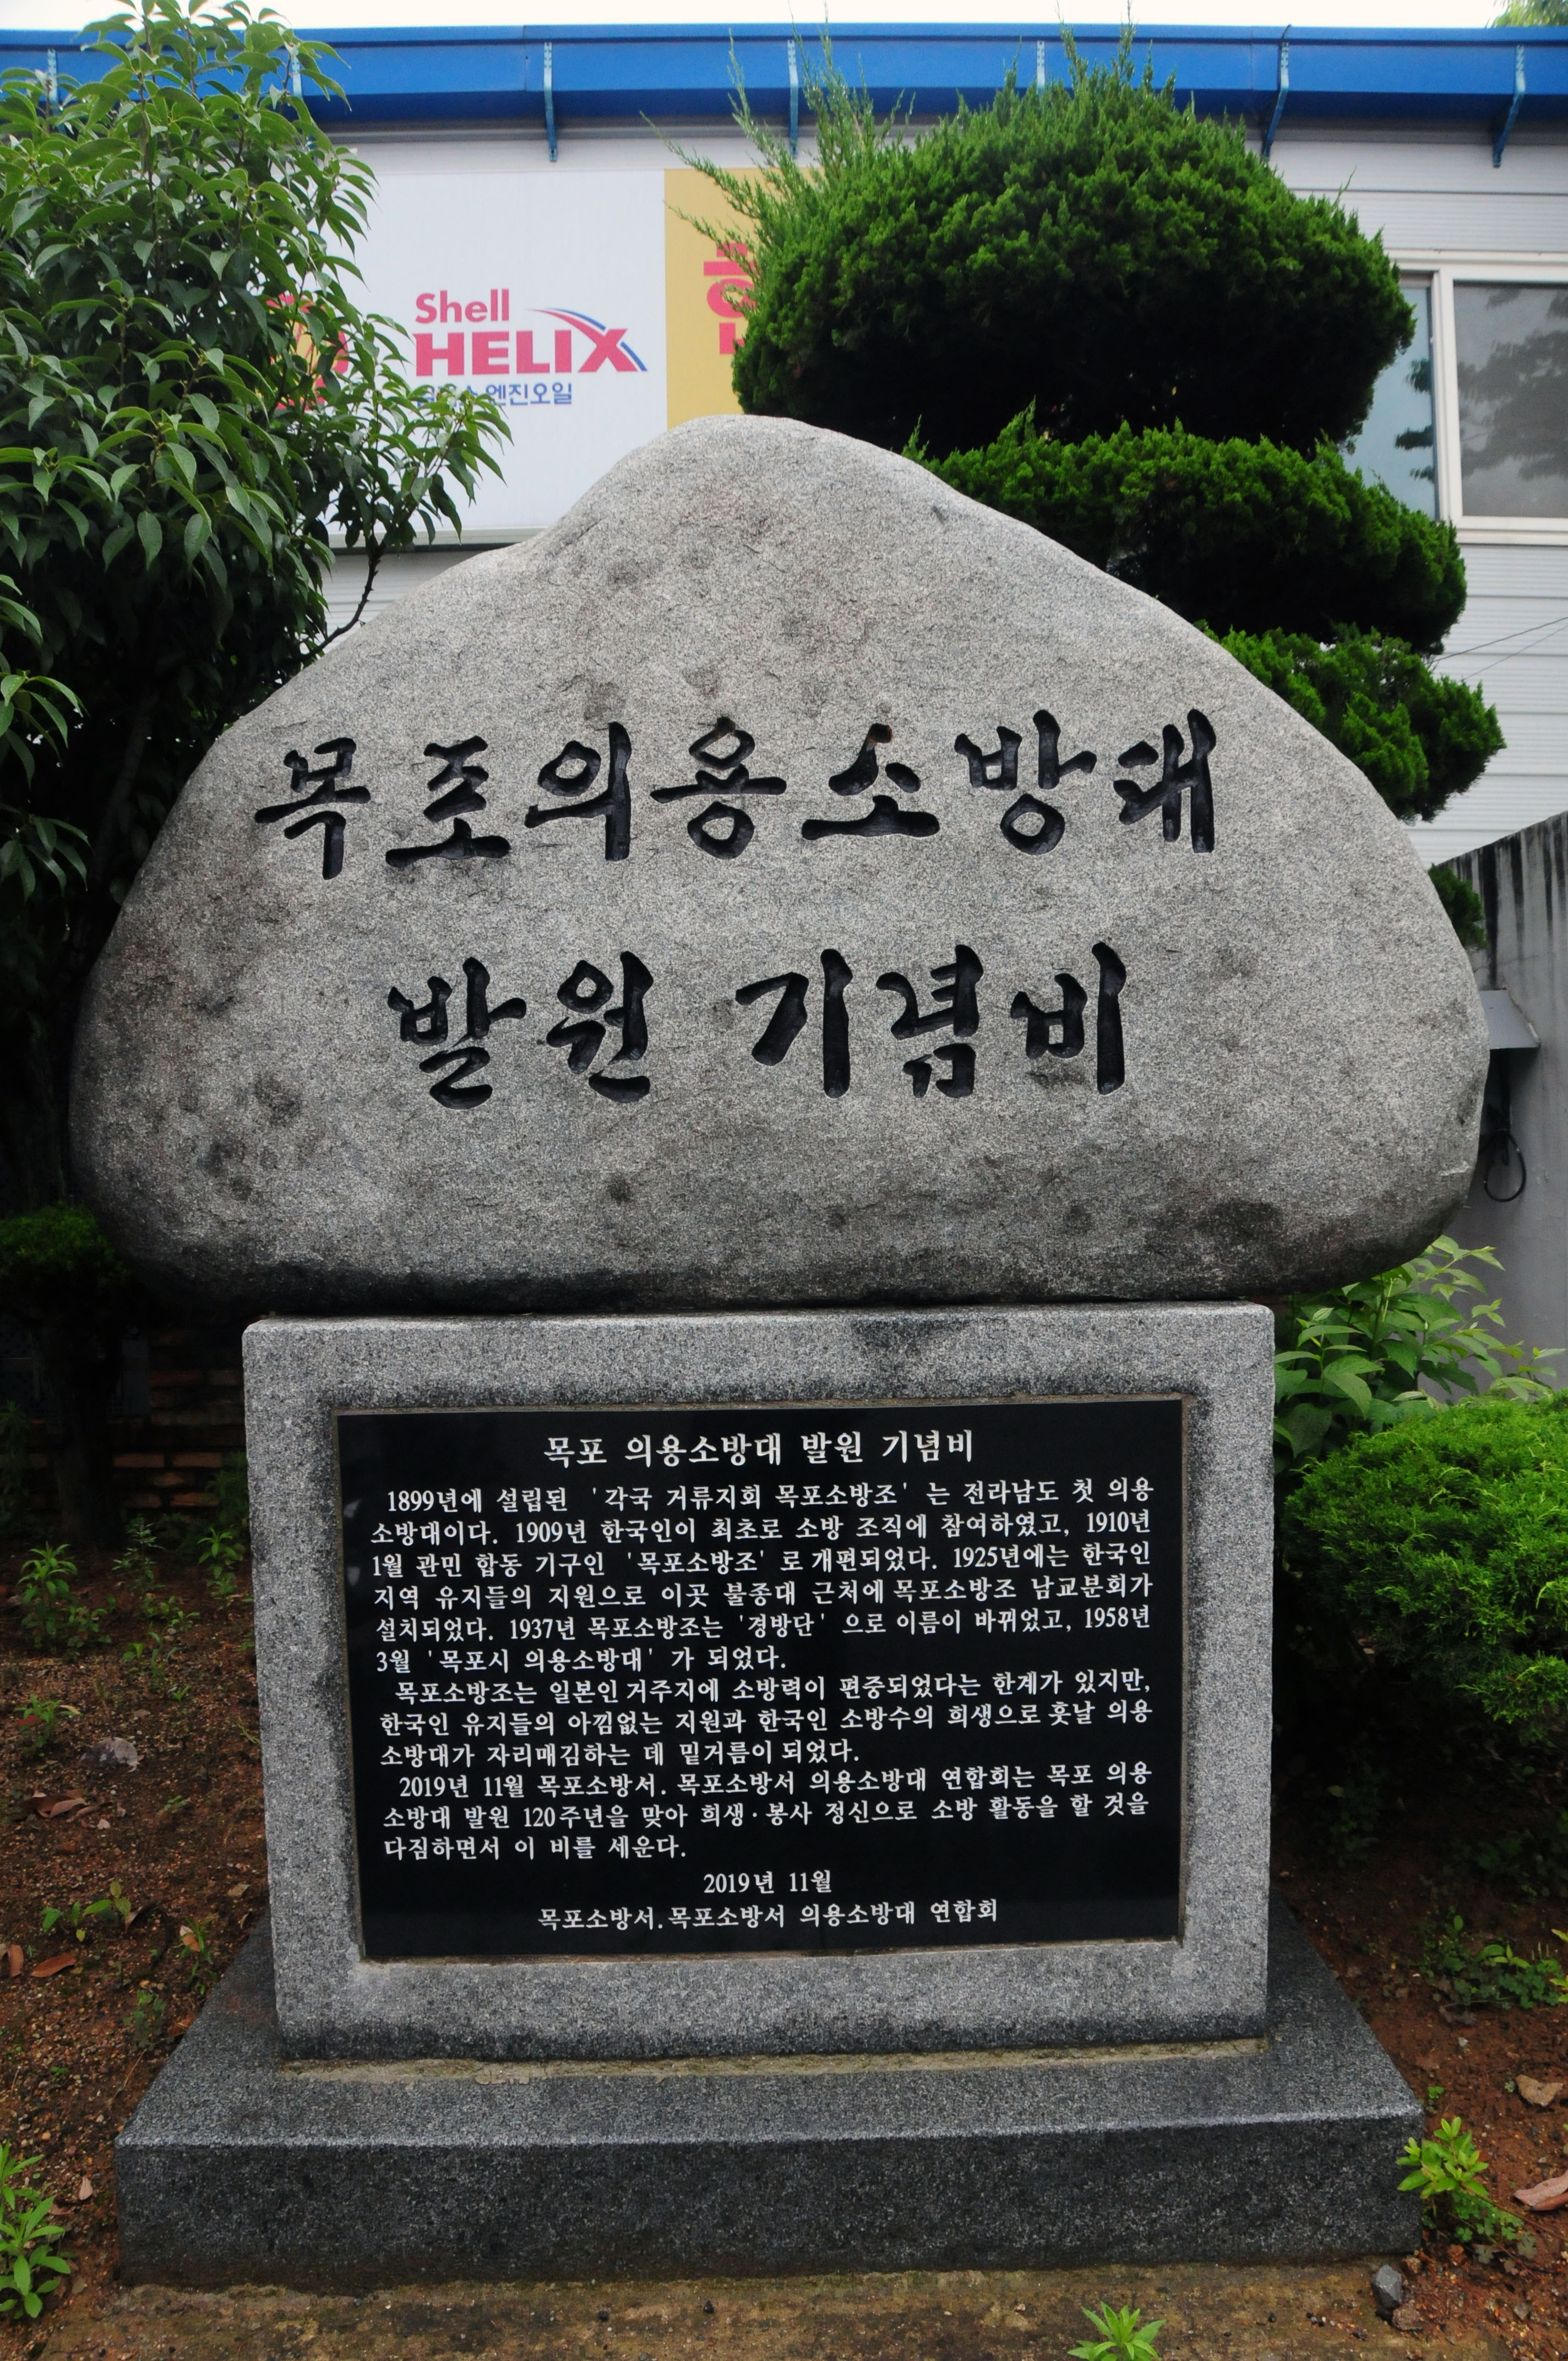 Shell
HELIX
엔진오일
목포의용소방대
발원 기념비
목포 의용소방대 발원 기념비
1899년에 설립된 '각국 거류지회 목포소방조' 는 전라남도 첫 의용
소방대이다. 1909년 한국인이 최초로 소방 조직에 참여하였고, 1910년
1월 관민 합동 기구인 '목포소방조' 로 개편되었다. 1925년에는 한국인
지역 유지들의 지원으로 이곳 불종대 근처에 목포소방조 남교분회가
설치되었다. 1937년 목포소방조는 '경방단' 으로 이름이 바뀌었고, 1958년
3월 '목포시 의용소방대' 가 되었다.
목포소방조는 일본인 거주지에 소방력이 편중되었다는 한계가 있지만,
한국인 유지들의 아낌없는 지원과 한국인 소방수의 희생으로 훗날 의용
소방대가 자리매김하는 데 밑거름이 되었다.
2019년 11월 목포소방서. 목포소방서 의용소방대 연합회는 목포 의용
소방대 발원 120주년을 맞아 희생·봉사 정신으로 소방 활동을 할 것을
다짐하면서 이 비를 세운다.
2019년 11월
목포소방서. 목포소방서 의용소방대 연합회